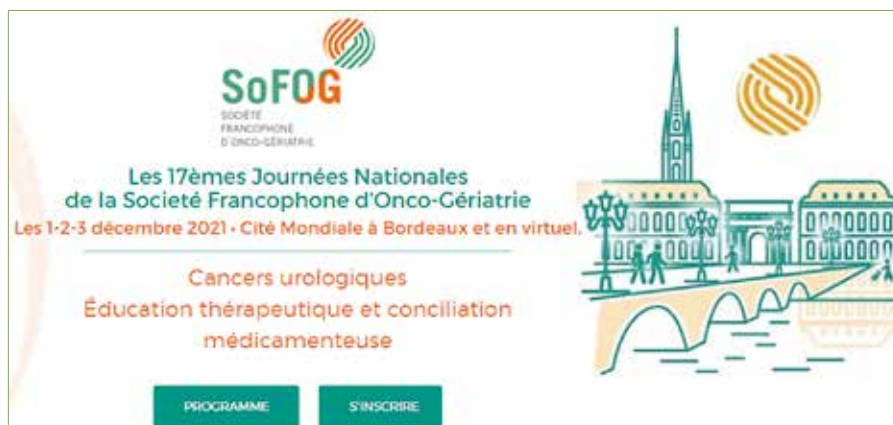 SoFOG
SOCIÉTÉ
FRANCOPHONE
D'ONCO-GÉRIATRIE
Les 17èmes Journées Nationales
de la Societé Francophone d'Onco-Gériatrie
Les 1-2-3 décembre 2021 • Cité Mondiale à Bordeaux et en virtuel.
Cancers urologiques
Éducation thérapeutique et conciliation
médicamenteuse
PROGRAMME
S'INSCRIRE